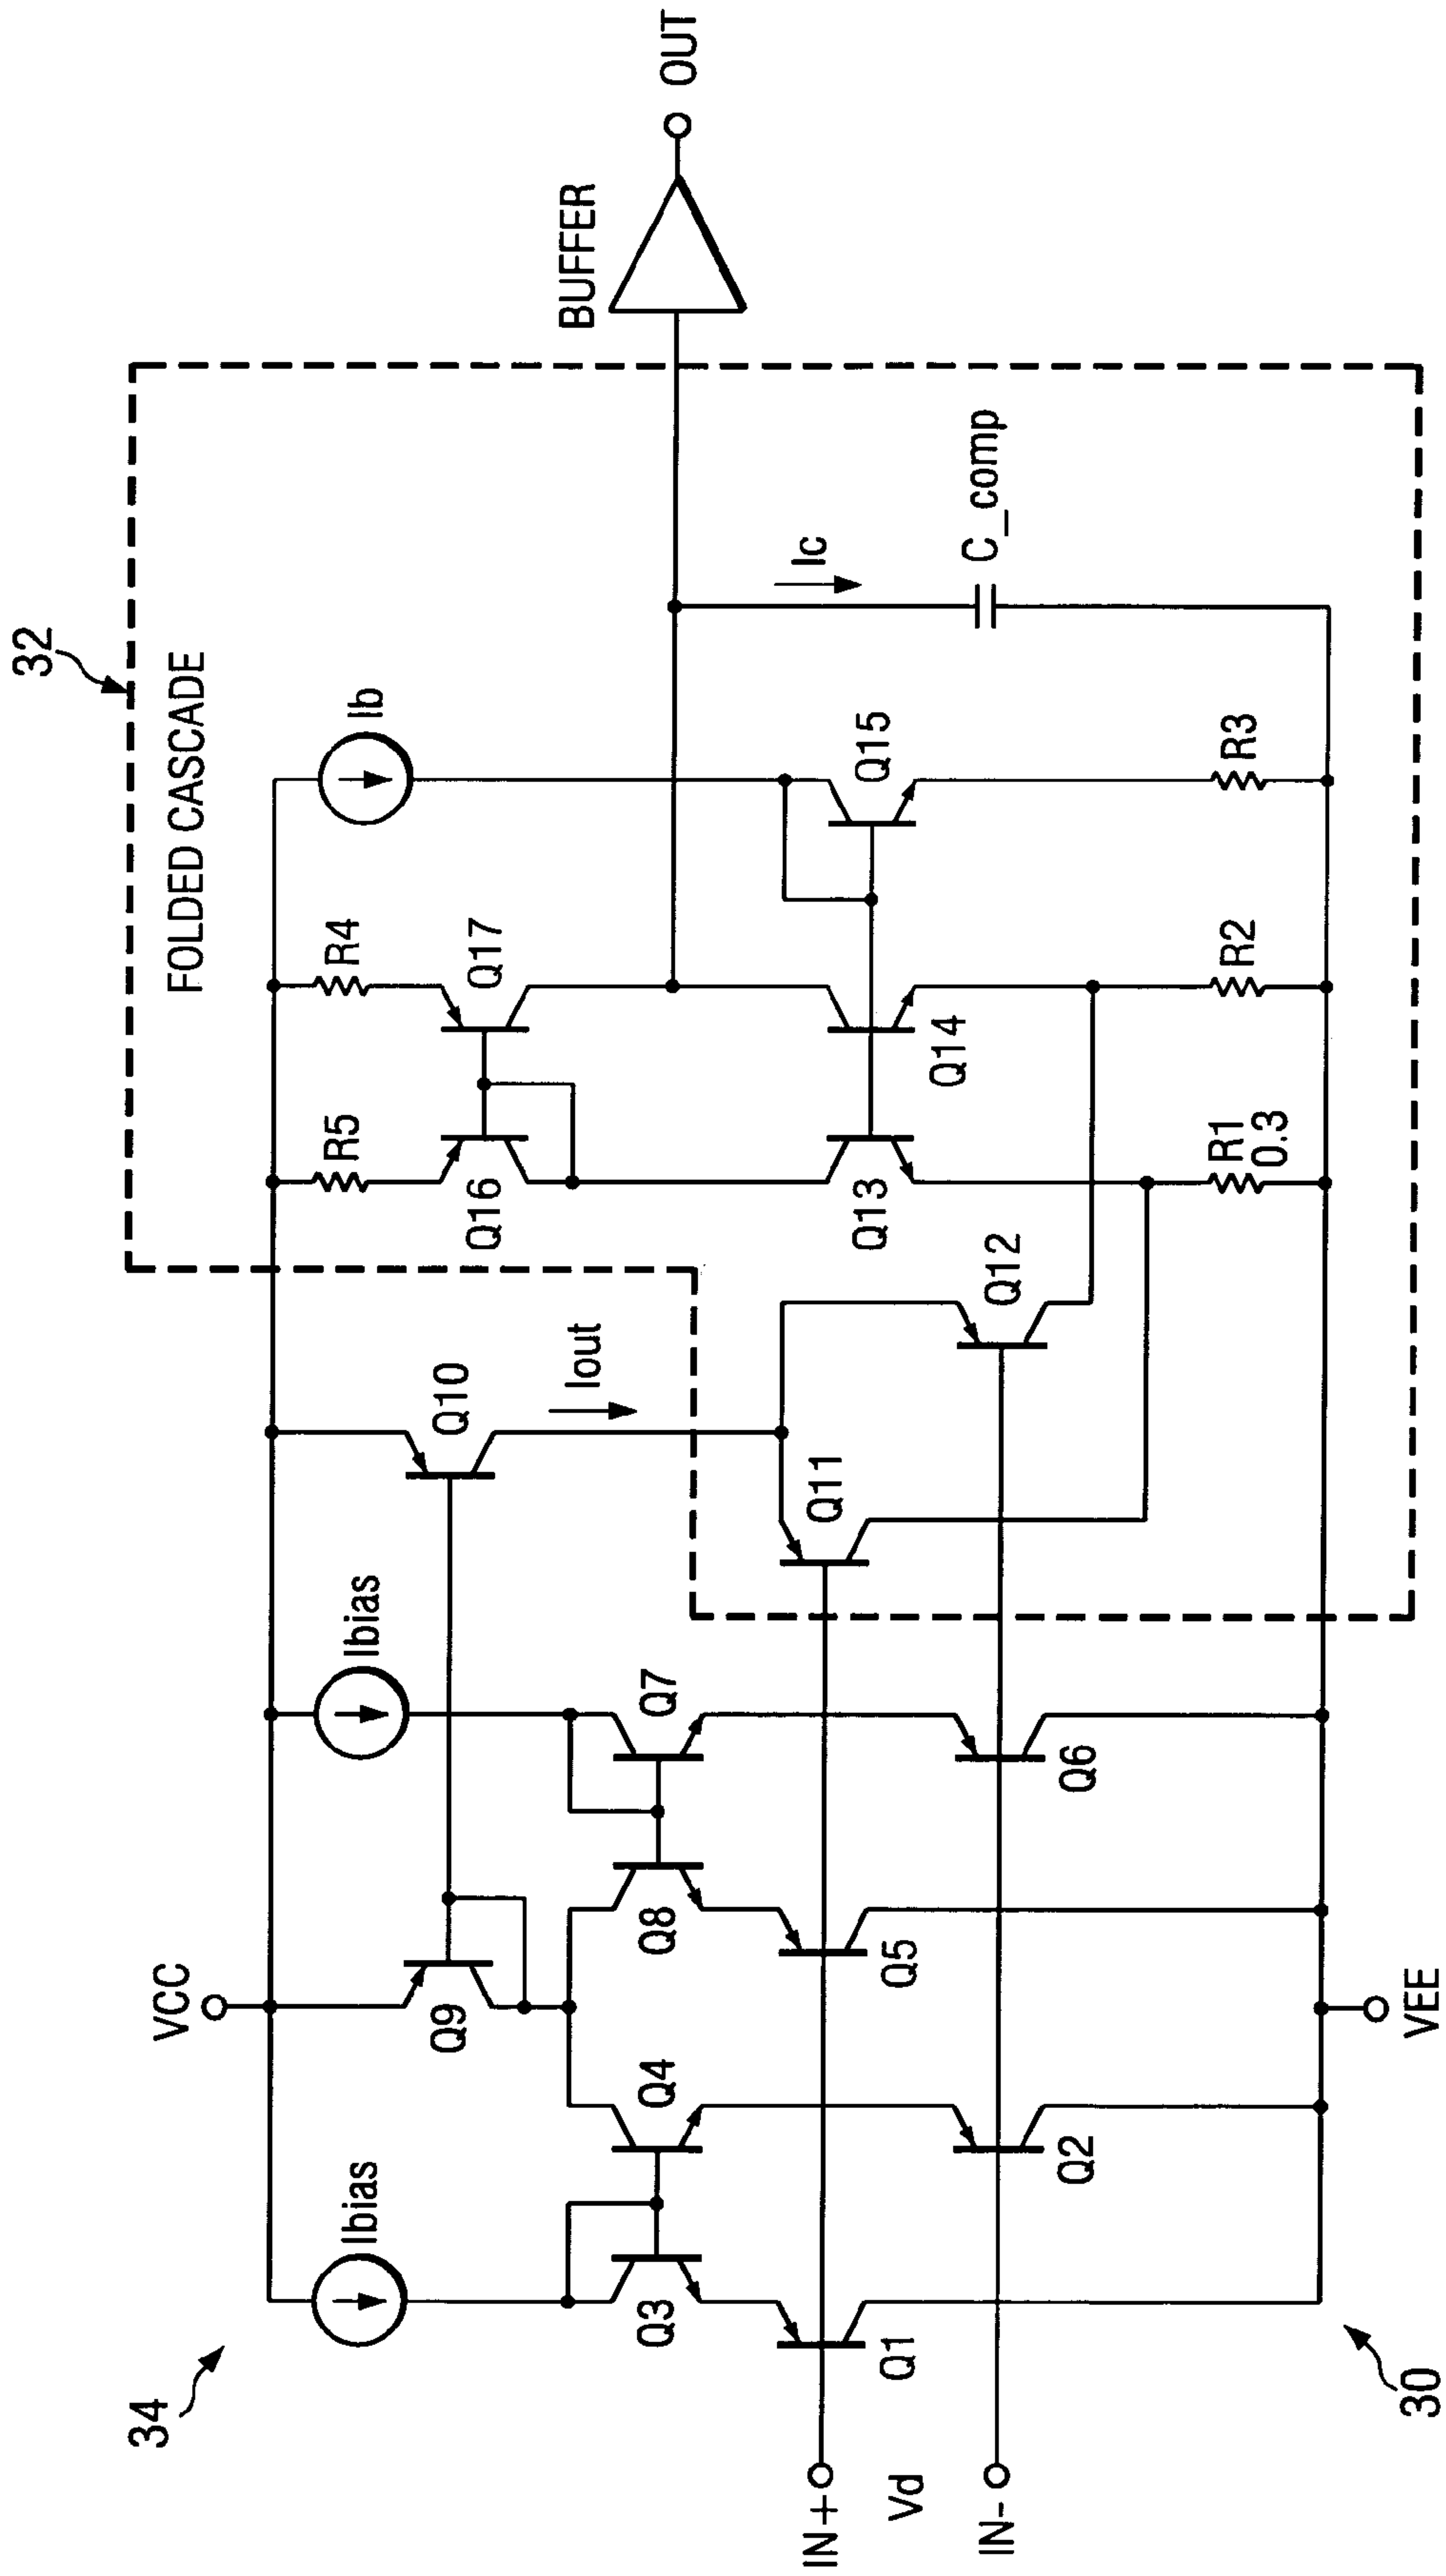 32
FOLDED CASCADE
34
VCC
Ibias
Ibias
R5
R4
Ib
BUFFER
OUT
Q9
Q10
Q16
Q17
Iout
Q3
Q4
Q8
Q7
Q11
Q13
Q14
Q15
Ic
IN+
Vd
IN-
Q1
Q2
Q5
Q6
Q12
C_comp
R1
0.3
R2
R3
VEE
30